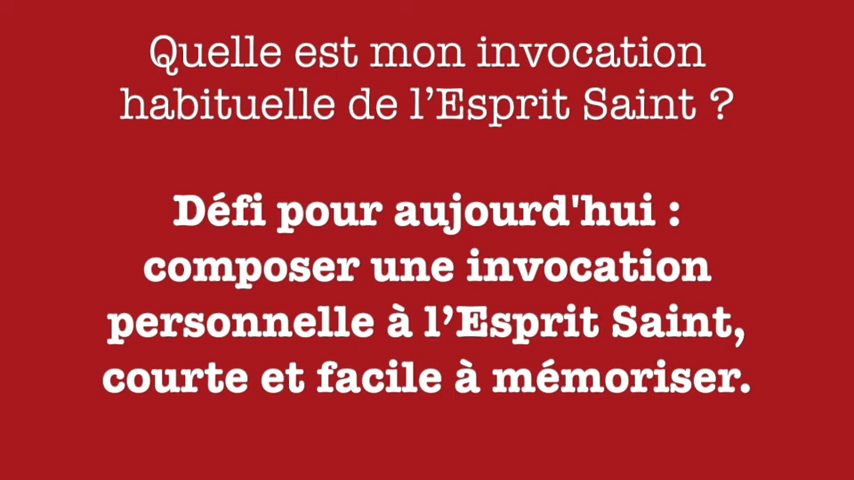 Quelle est mon invocation
habituelle de l’Esprit Saint ?
Défi pour aujourd'hui :
composer une invocation
personnelle à l’Esprit Saint,
courte et facile à mémoriser.